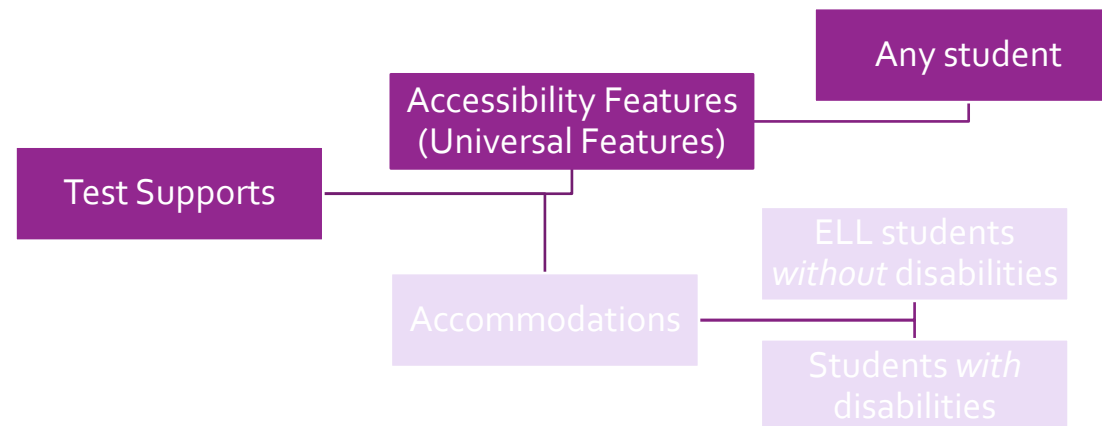 Any student
Accessibility Features
(Universal Features)
Test Supports
ELL students
without disabilities
Accommodations
Students with
disabilities